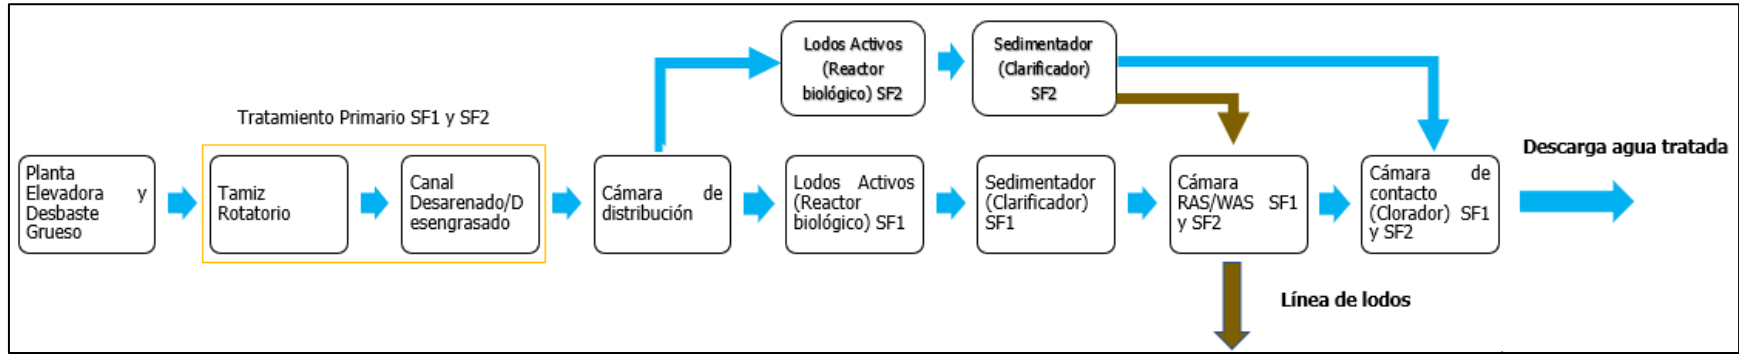 Lodos Activos
(Reactor
biológico) SF2
Sedimentador
(Clarificador)
SF2
Tratamiento Primario SF1 y SF2
Descarga agua tratada
Planta
Elevadora y
Desbaste
Grueso
Tamiz
Rotatorio
Canal
Desarenado/D
esengrasado
Cámara de
distribución
Lodos Activos
(Reactor
biológico) SF1
Sedimentador
(Clarificador)
SF1
Cámara
RAS/WAS SF1
y SF2
Cámara de
contacto
(Clorador) SF1
y SF2
Línea de lodos